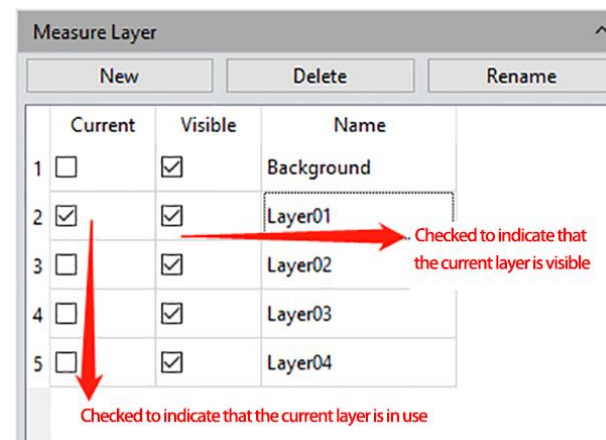 Measure Layer
New Delete Rename
Current Visible Name
1 Background
2 Layer01
Checked to indicate that
the current layer is visible
3 Layer02
4 Layer03
5 Layer04
Checked to indicate that the current layer is in use